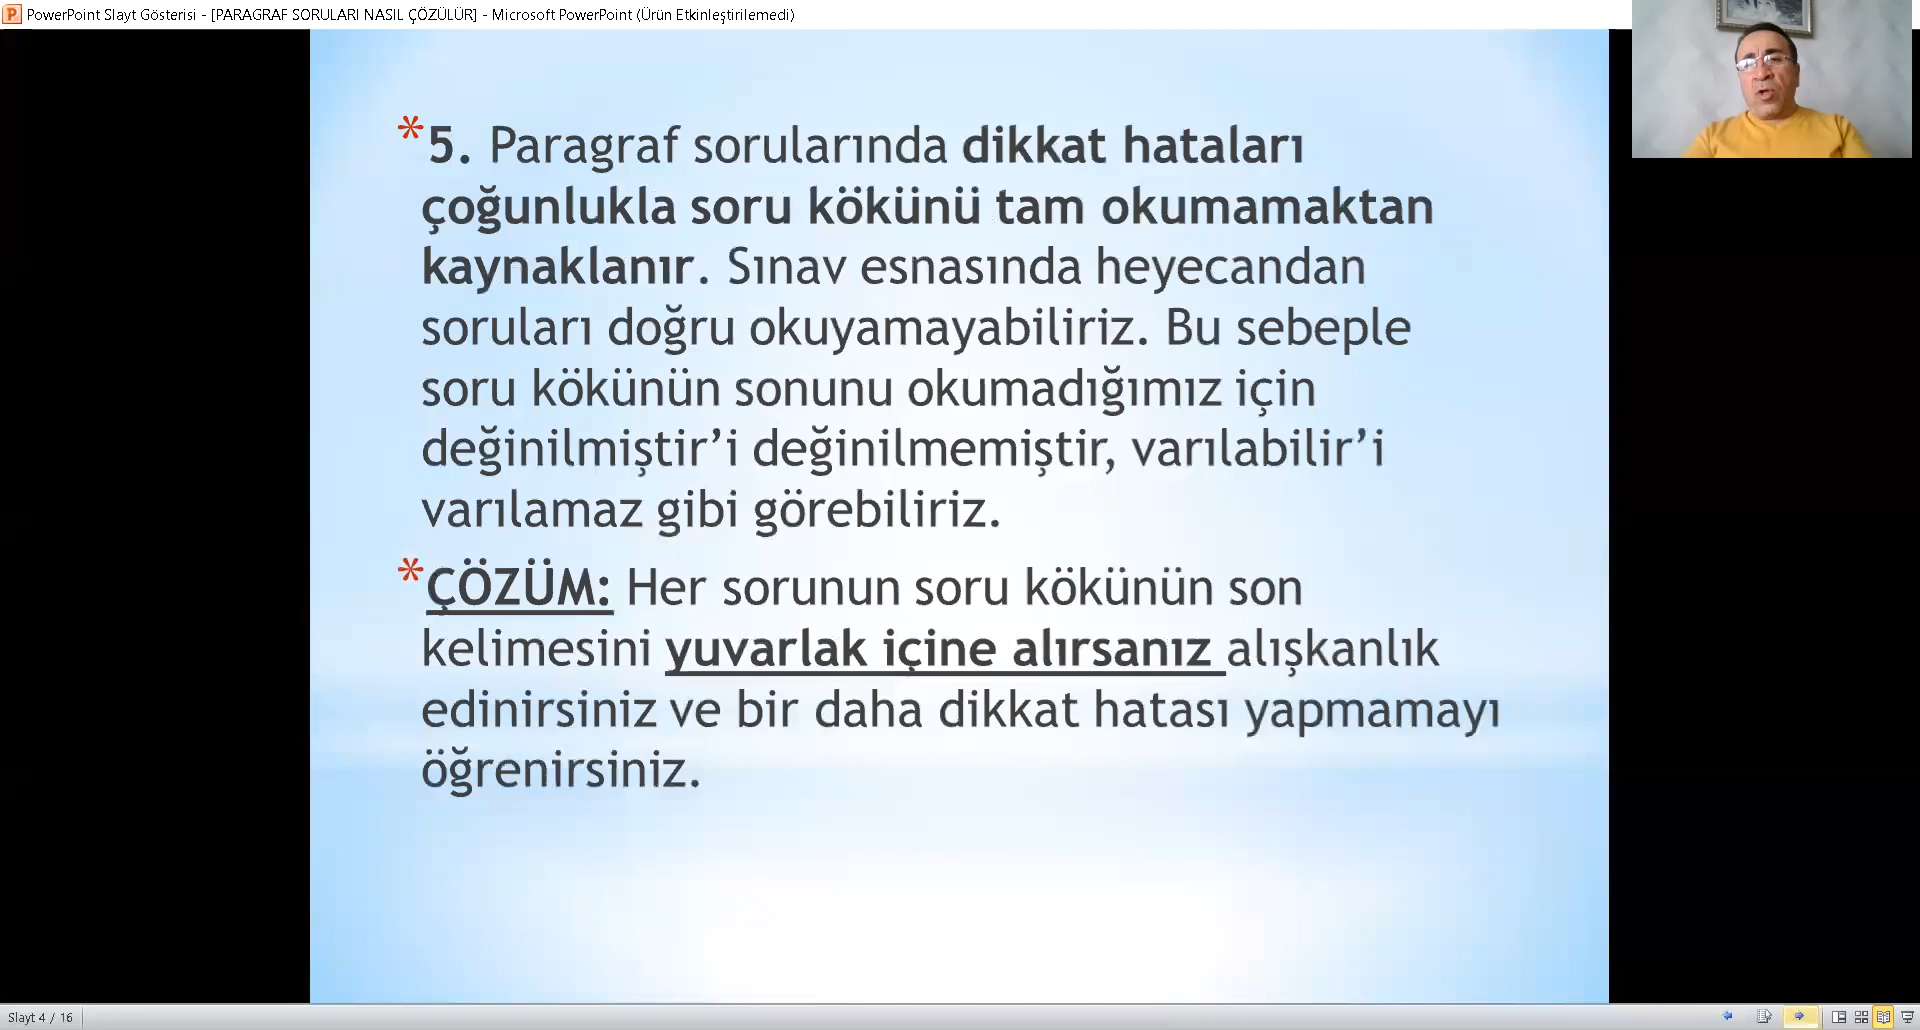 PowerPoint Slayt Gösterisi - [PARAGRAF SORULARI NASIL ÇÖZÜLÜR] - Microsoft PowerPoint (Ürün Etkinleştirilemedi)
*5. Paragraf sorularında dikkat hataları
çoğunlukla soru kökünü tam okumamaktan
kaynaklanır. Sınav esnasında heyecandan
soruları doğru okuyamayabiliriz. Bu sebeple
soru kökünün sonunu okumadığımız için
değinilmiştir’i değinilmemiştir, varılabilir’i
varılamaz gibi görebiliriz.
*ÇÖZÜM: Her sorunun soru kökünün son
kelimesini yuvarlak içine alırsanız alışkanlık
edinirsiniz ve bir daha dikkat hatası yapmamayı
öğrenirsiniz.
Slayt 4 / 16